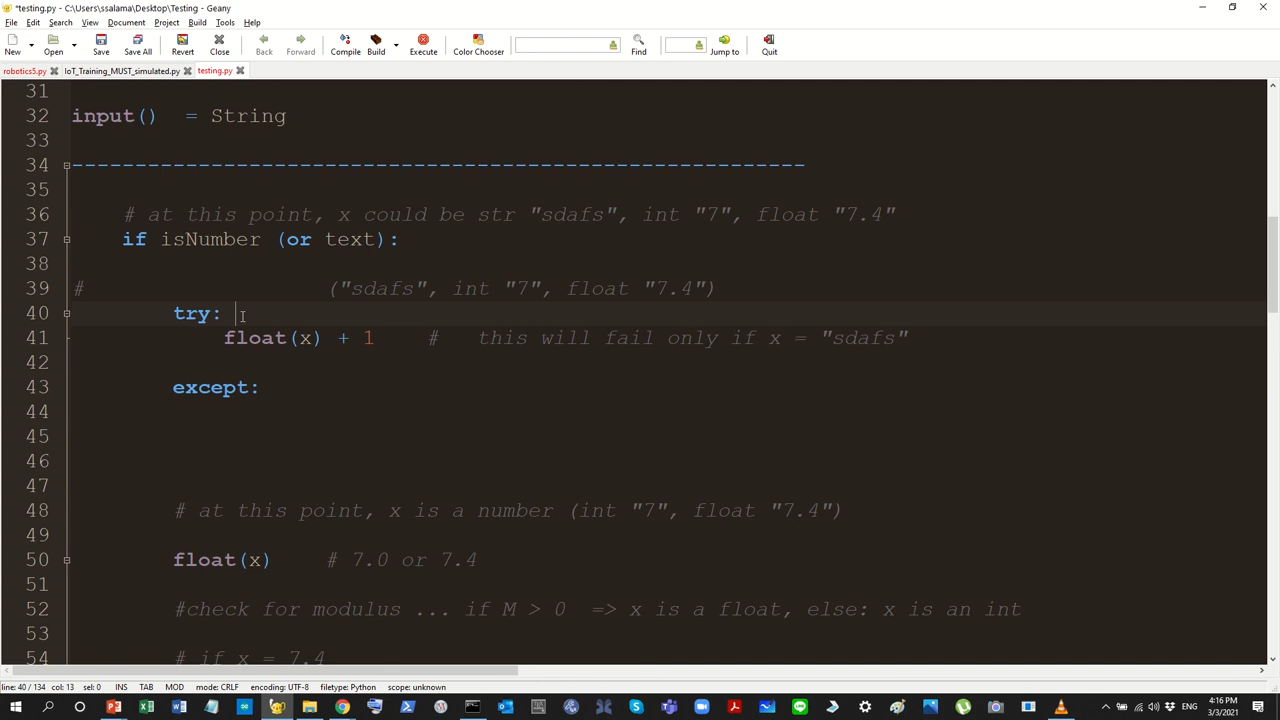 *testing.py - C:\Users\ssalama\Desktop\Testing - Geany
File Edit Search View Document Project Build Tools Help
New Open Save Save All Revert Close Back Forward Compile Build Execute Color Chooser Find Jump to Quit
robotics5.py IoT_Training_MUST_simulated.py testing.py
31
32 input() = String
33
34 ----------------------------------------------------------
35
36 # at this point, x could be str "sdafs", int "7", float "7.4"
37 if isNumber (or text):
38
39 # ("sdafs", int "7", float "7.4")
40 try:
41 float(x) + 1 # this will fail only if x = "sdafs"
42
43 except:
44
45
46
47
48 # at this point, x is a number (int "7", float "7.4")
49
50 float(x) # 7.0 or 7.4
51
52 #check for modulus ... if M > 0 => x is a float, else: x is an int
53
54 # if x = 7.4
line: 40 / 134 col: 13 sel: 0 INS TAB MOD mode: CRLF encoding: UTF-8 filetype: Python scope: unknown
ENG 4:16 PM
3/3/2021